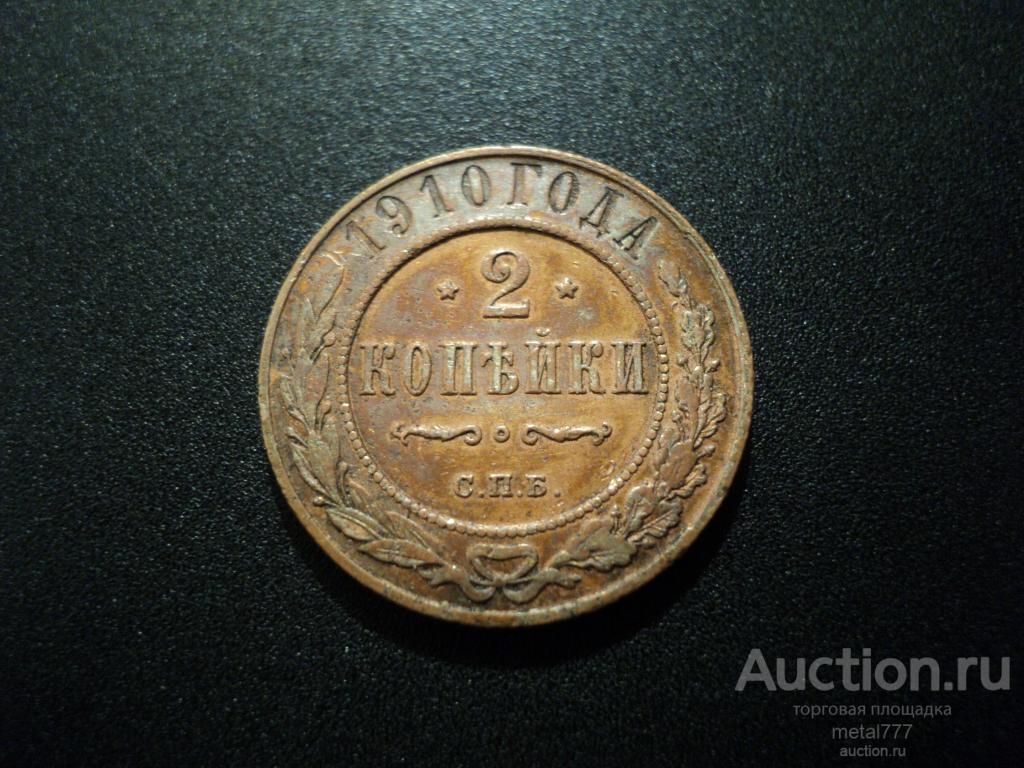 1910 ГОДА
2
КОПѢЙКИ
С.П.Б.
Auction.ru
торговая площадка
metal777
auction.ru